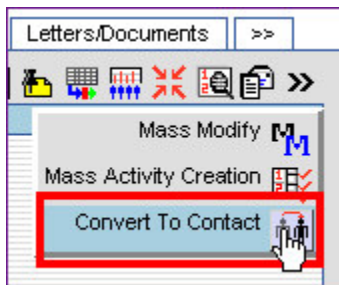 Letters/Documents >>
Mass Modify
Mass Activity Creation
Convert To Contact